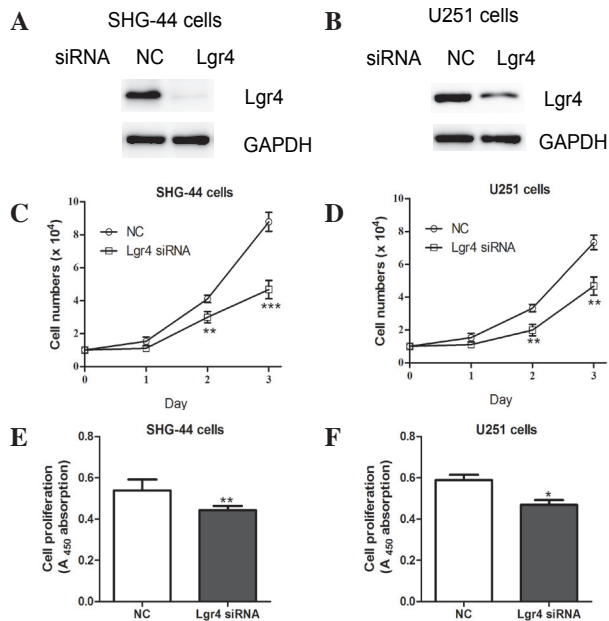 A
SHG-44 cells
siRNA NC Lgr4
Lgr4
GAPDH
B
U251 cells
siRNA NC Lgr4
Lgr4
GAPDH
C
SHG-44 cells
Cell numbers (x 10⁴)
10
8
6
4
2
0
NC
Lgr4 siRNA
**
***
0 1 2 3
Day
D
U251 cells
Cell numbers (x 10⁴)
10
8
6
4
2
0
NC
Lgr4 siRNA
**
**
0 1 2 3
Day
E
SHG-44 cells
Cell proliferation
(A 450 absorption)
0.8
0.6
0.4
0.2
0.0
**
NC Lgr4 siRNA
F
U251 cells
Cell proliferation
(A 450 absorption)
0.8
0.6
0.4
0.2
0.0
*
NC Lgr4 siRNA